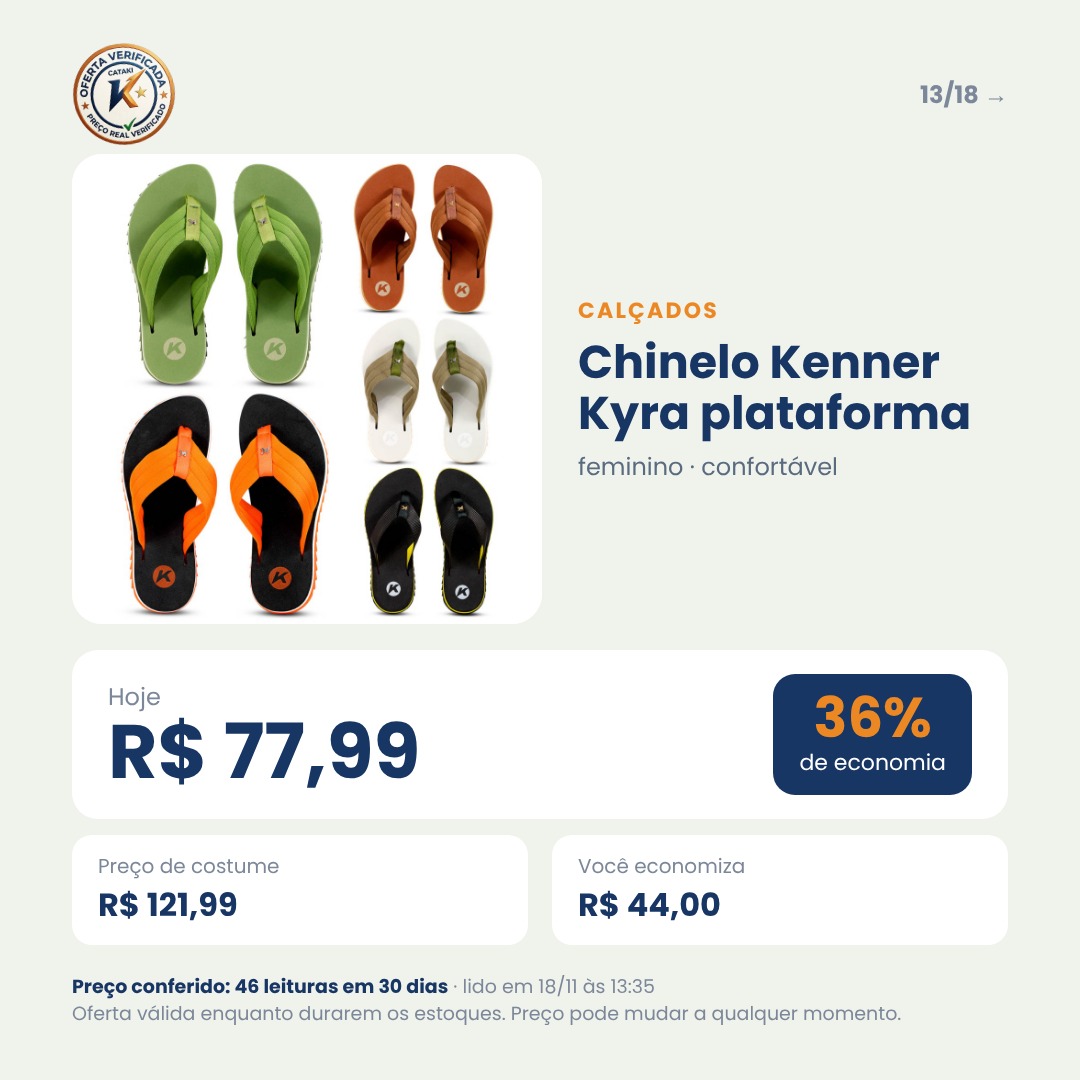 OFERTA VERIFICADA
CATAKI
K
PREÇO REAL VERIFICADO
13/18 →
CALÇADOS
Chinelo Kenner
Kyra plataforma
feminino · confortável
Hoje
R$ 77,99
36%
de economia
Preço de costume
R$ 121,99
Você economiza
R$ 44,00
Preço conferido: 46 leituras em 30 dias · lido em 18/11 às 13:35
Oferta válida enquanto durarem os estoques. Preço pode mudar a qualquer momento.